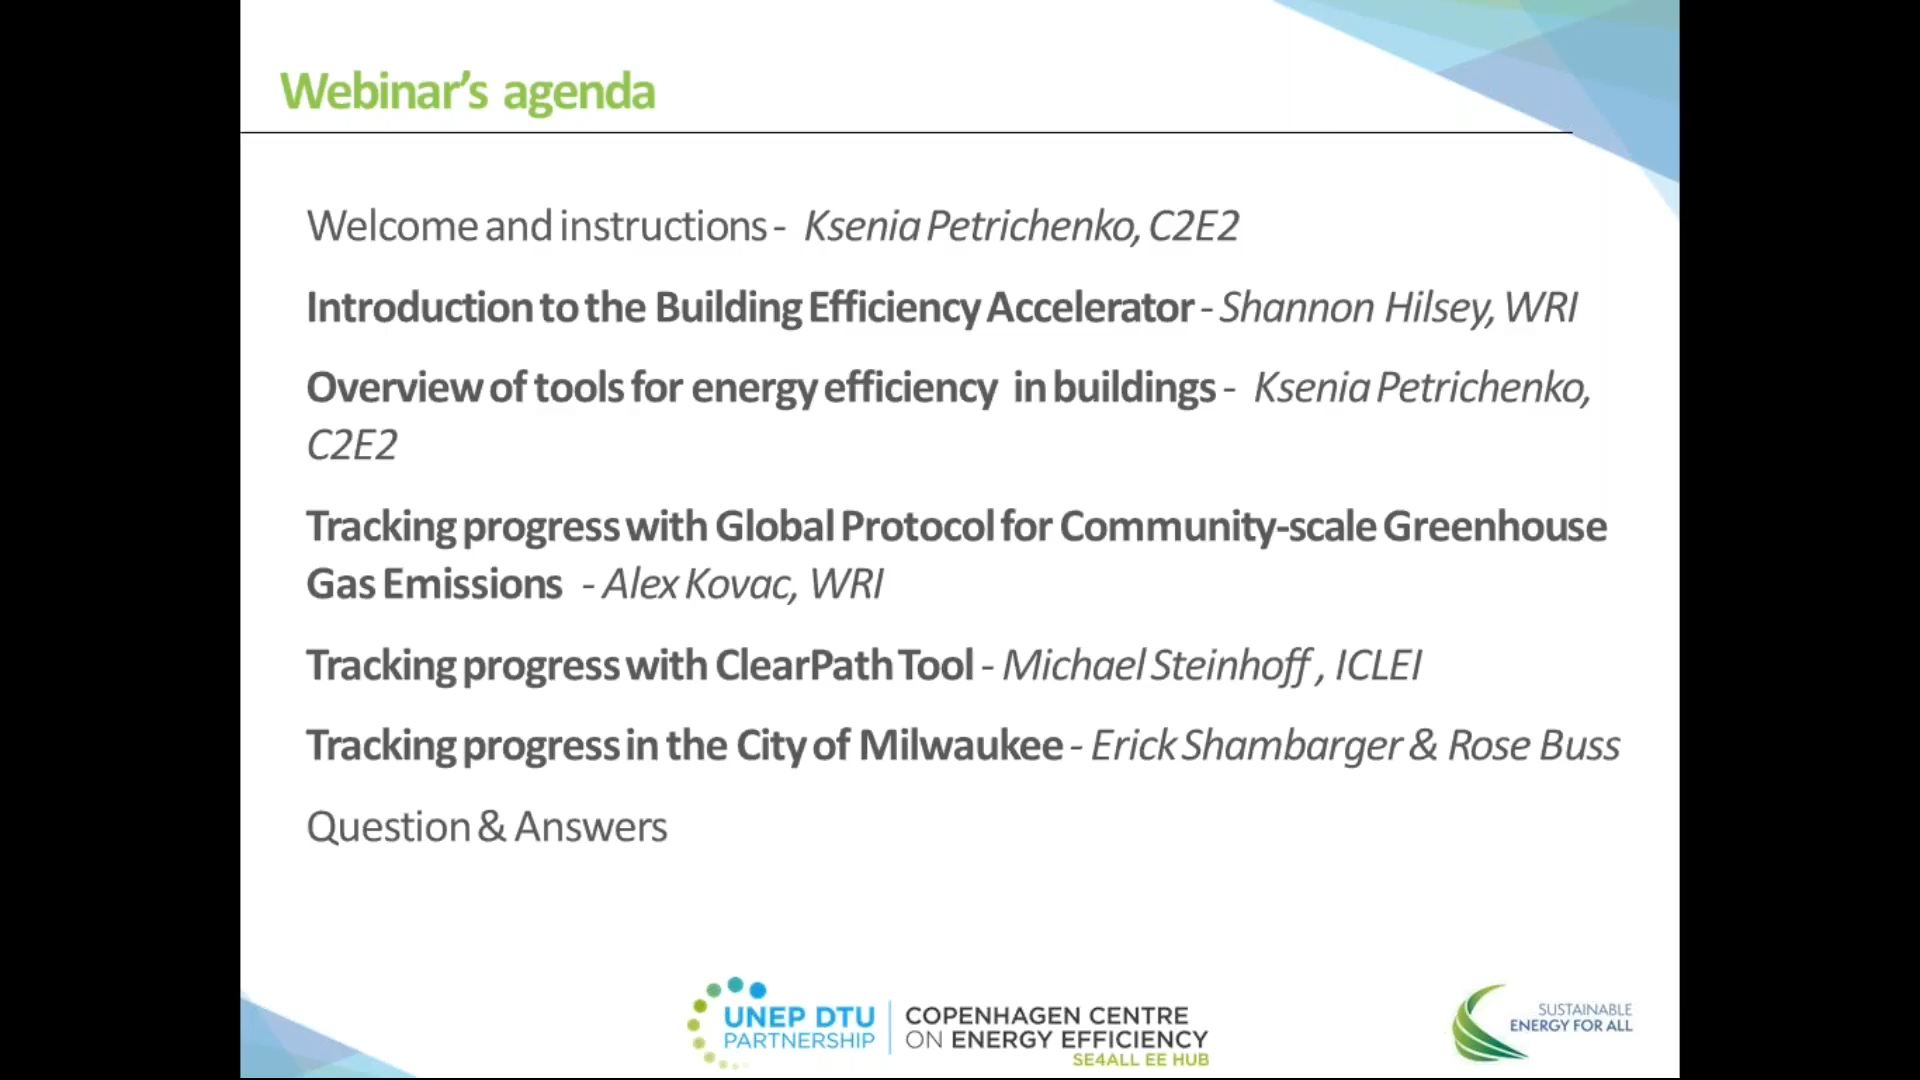 Webinar's agenda
Welcome and instructions - Ksenia Petrichenko, C2E2
Introduction to the Building Efficiency Accelerator - Shannon Hilsey, WRI
Overview of tools for energy efficiency in buildings - Ksenia Petrichenko,
C2E2
Tracking progress with Global Protocol for Community-scale Greenhouse
Gas Emissions - Alex Kovac, WRI
Tracking progress with ClearPath Tool - Michael Steinhoff , ICLEI
Tracking progress in the City of Milwaukee - Erick Shambarger & Rose Buss
Question & Answers
UNEP DTU
PARTNERSHIP
COPENHAGEN CENTRE
ON ENERGY EFFICIENCY
SE4ALL EE HUB
SUSTAINABLE
ENERGY FOR ALL